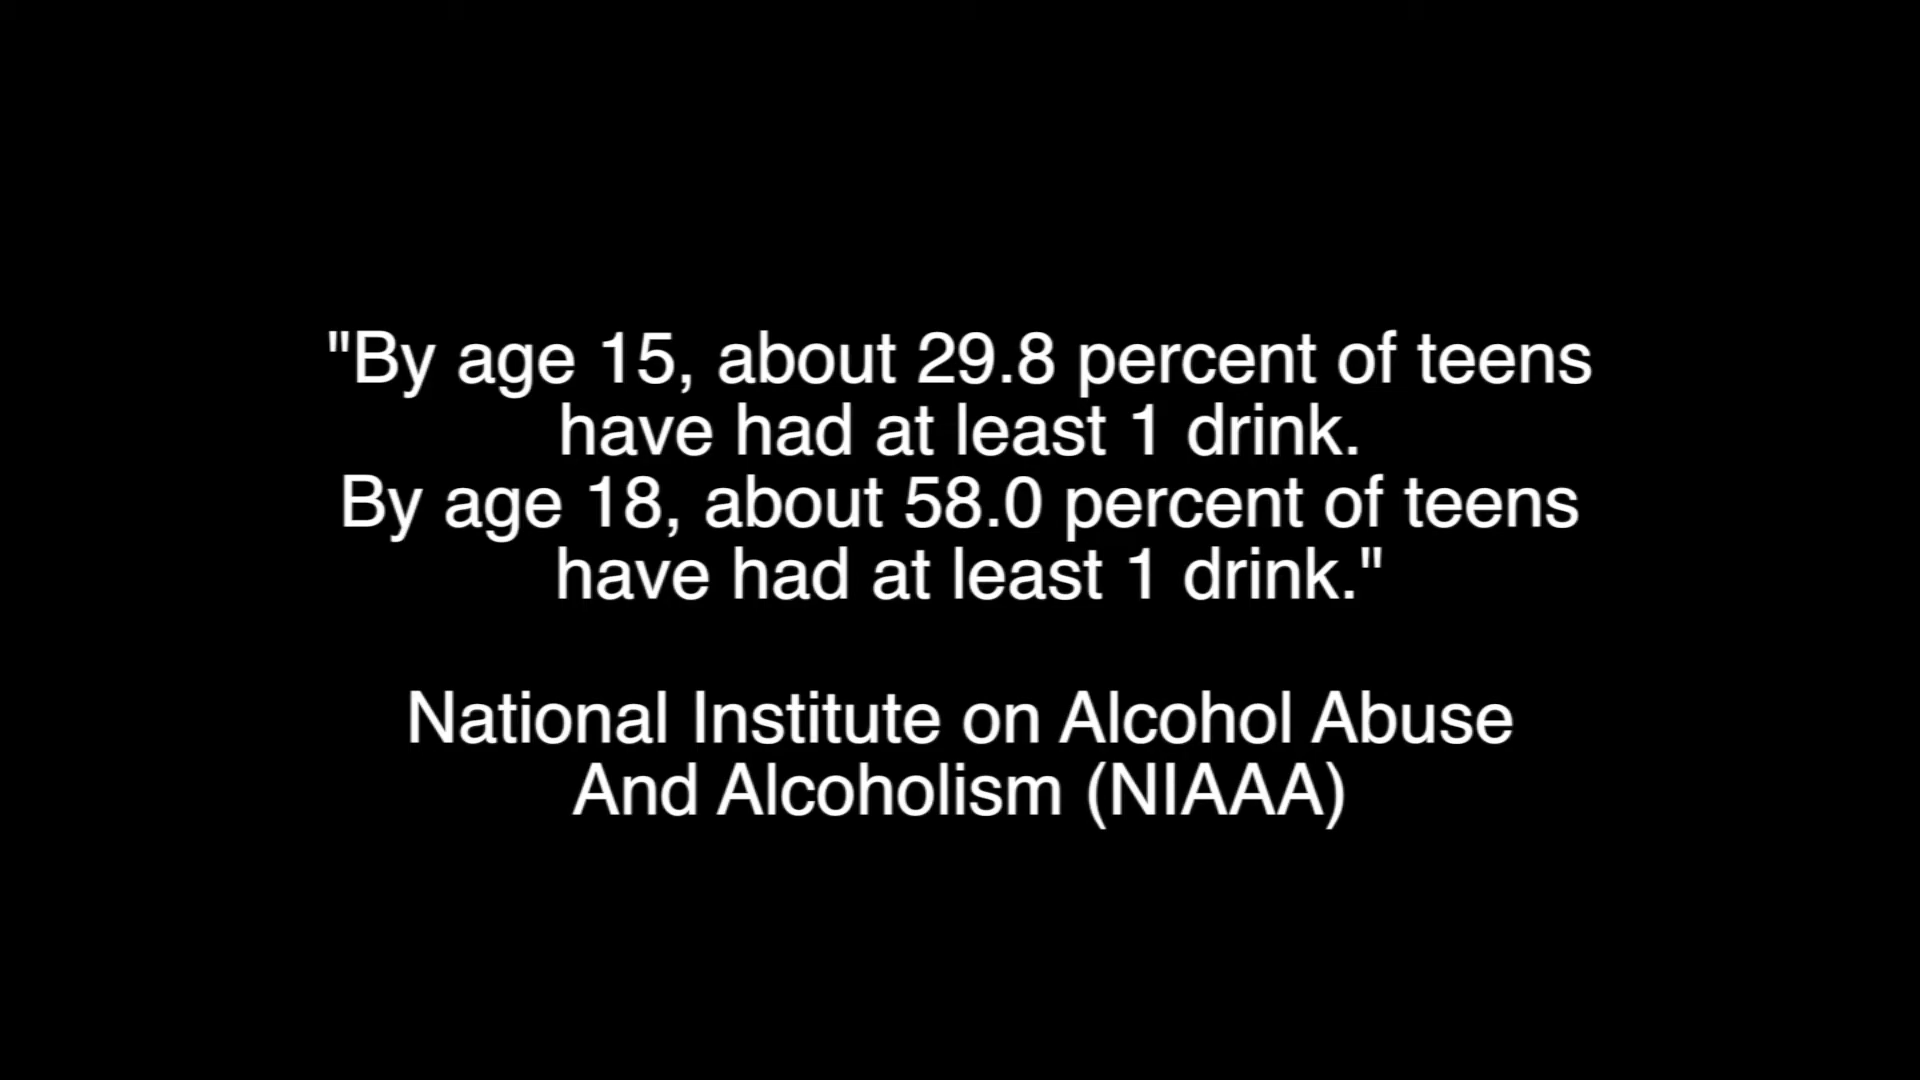 "By age 15, about 29.8 percent of teens
have had at least 1 drink.
By age 18, about 58.0 percent of teens
have had at least 1 drink."
National Institute on Alcohol Abuse
And Alcoholism (NIAAA)